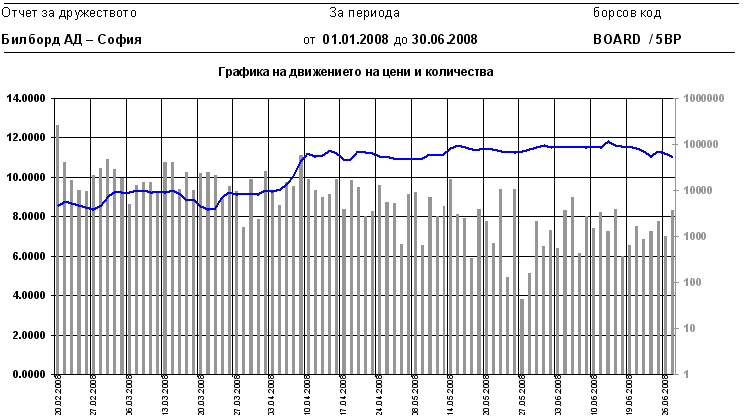 Отчет за дружеството За периода борсов код
Билборд АД – София от 01.01.2008 до 30.06.2008 BOARD / 5BP
Графика на движението на цени и количества
14.0000 1000000
12.0000 100000
10.0000 10000
8.0000 1000
6.0000 100
4.0000
2.0000 10
0.0000 1
20.02.2008 27.02.2008 06.03.2008 13.03.2008 20.03.2008 27.03.2008 03.04.2008 10.04.2008 17.04.2008 24.04.2008 08.05.2008 14.05.2008 20.05.2008 27.05.2008 03.06.2008 10.06.2008 19.06.2008 26.06.2008